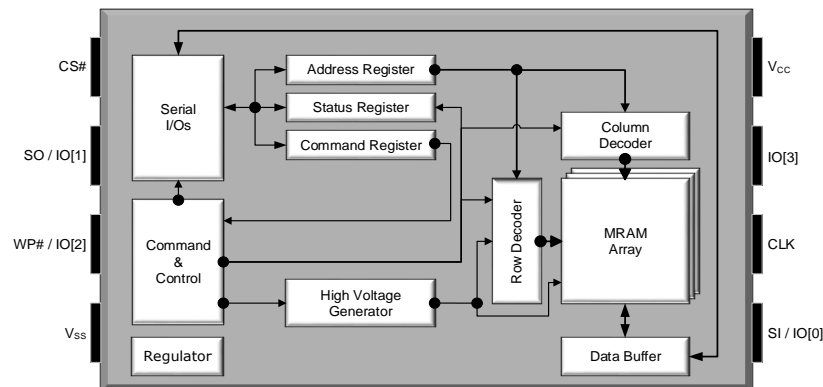 CS#
SO / IO[1]
WP# / IO[2]
VSS
Serial
I/Os
Address Register
Status Register
Command Register
Command
&
Control
High Voltage
Generator
Regulator
Row Decoder
Column
Decoder
MRAM
Array
Data Buffer
VCC
IO[3]
CLK
SI / IO[0]